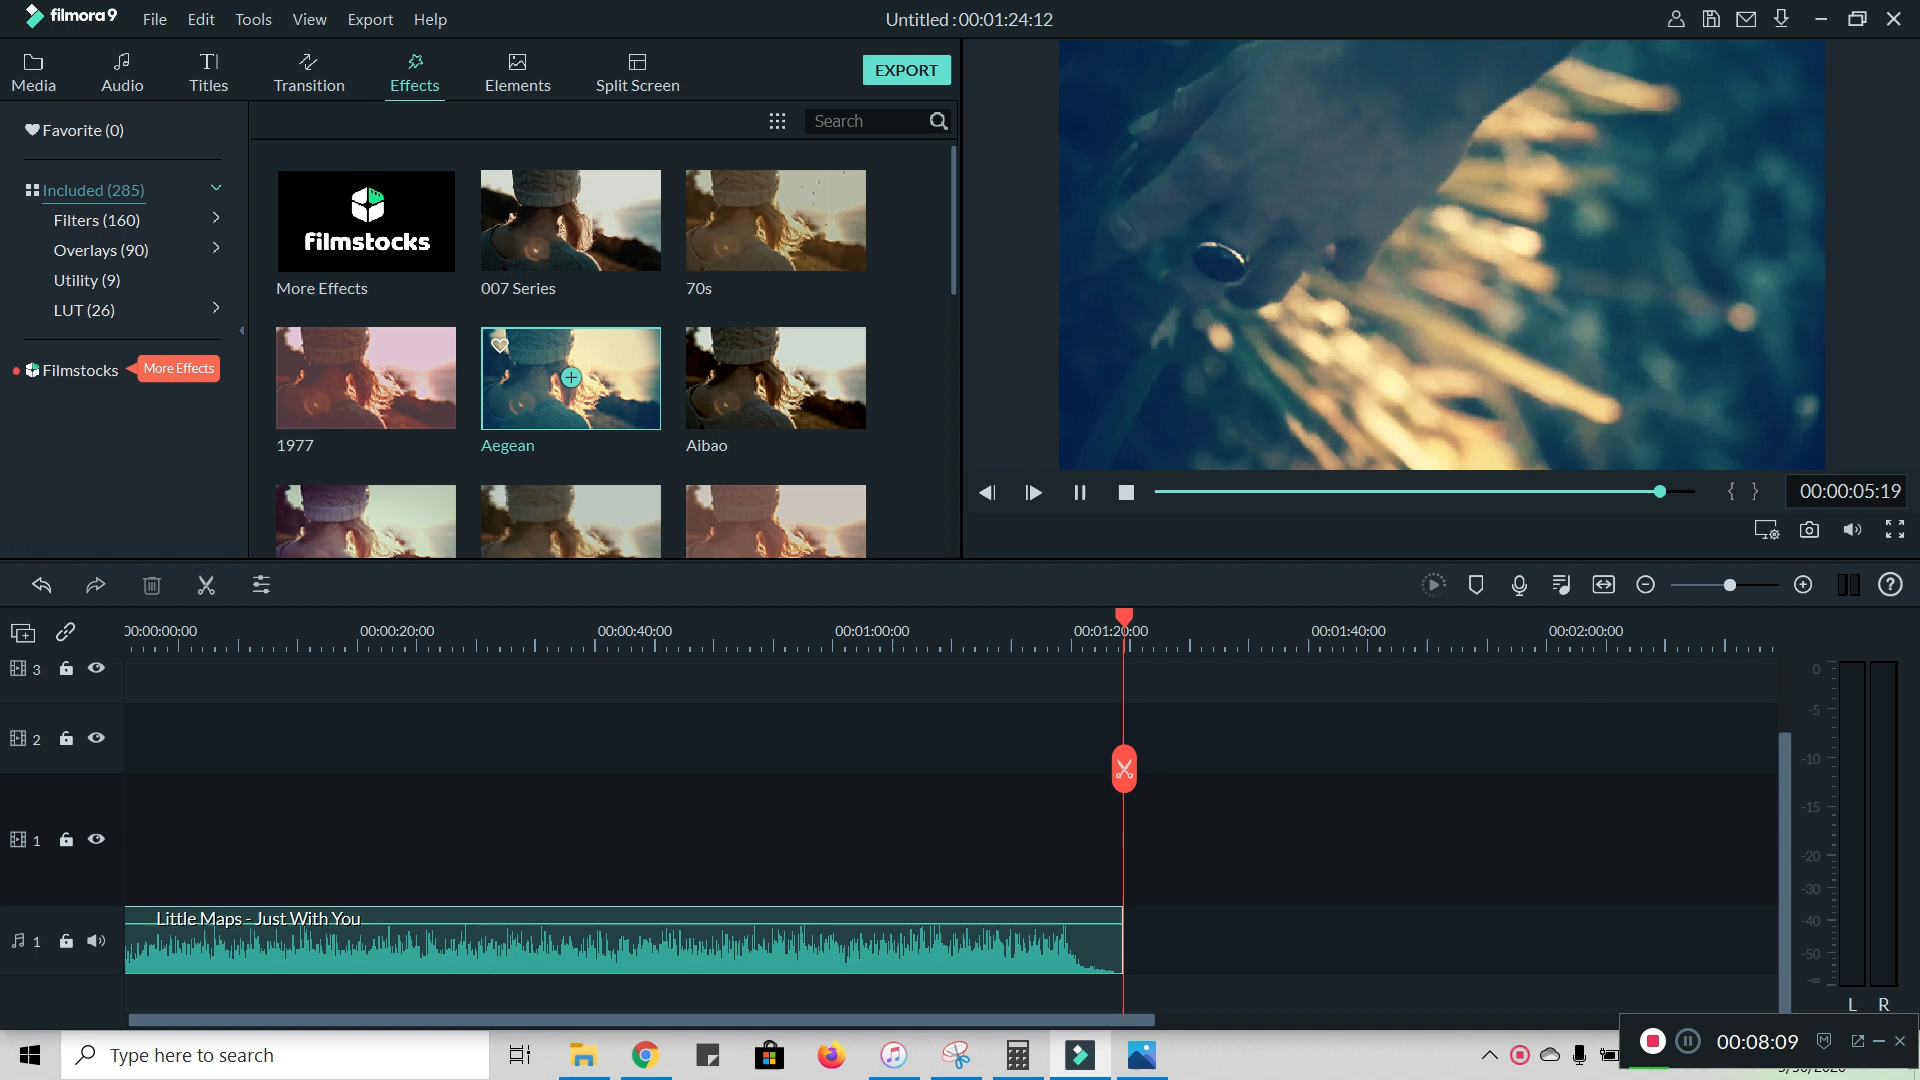 filmora9 File Edit Tools View Export Help
Untitled : 00:01:24:12
Media Audio Titles Transition Effects Elements Split Screen
EXPORT
Favorite (0)
Included (285)
Filters (160)
Overlays (90)
Utility (9)
LUT (26)
Filmstocks More Effects
Search
filmstocks
More Effects 007 Series 70s
1977 Aegean Aibao
00:00:05:19
00:00:00:00 00:00:20:00 00:00:40:00 00:01:00:00 00:01:20:00 00:01:40:00 00:02:00:00
3
2
1
1
Little Maps - Just With You
0
-5
-10
-15
-20
-30
-40
-50
-∞
L R
Type here to search
00:08:09